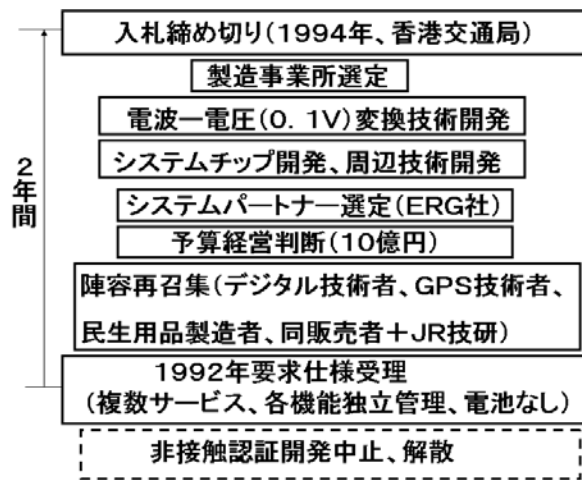 入札締め切り(1994年、香港交通局)
製造事業所選定
電波ー電圧(0.1V)変換技術開発
システムチップ開発、周辺技術開発
システムパートナー選定(ERG社)
予算経営判断(10億円)
陣容再召集(デジタル技術者、GPS技術者、
民生用品製造者、同販売者+JR技研)
1992年要求仕様受理
(複数サービス、各機能独立管理、電池なし)
非接触認証開発中止、解散
2年間